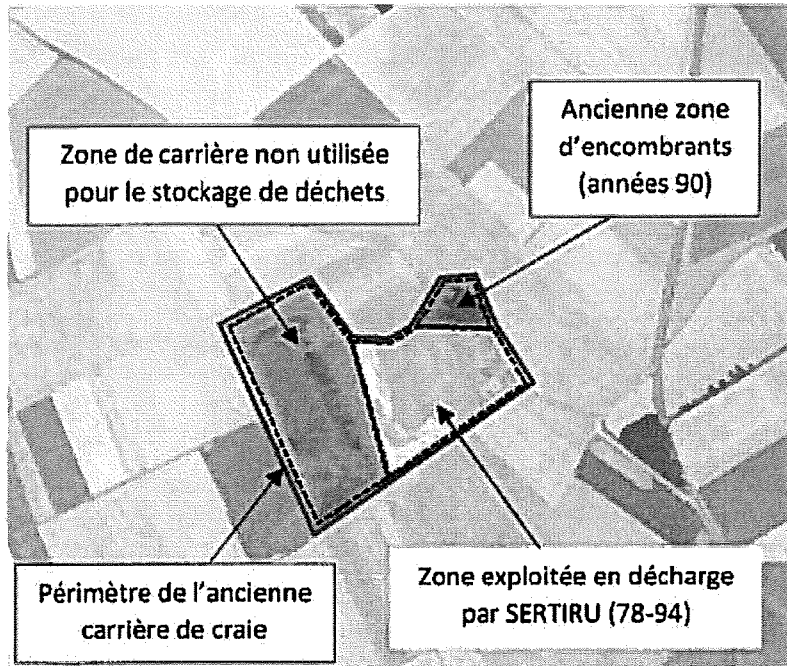 Zone de carrière non utilisée
pour le stockage de déchets
Ancienne zone
d'encombrants
(années 90)
Périmètre de l'ancienne
carrière de craie
Zone exploitée en décharge
par SERTIRU (78-94)